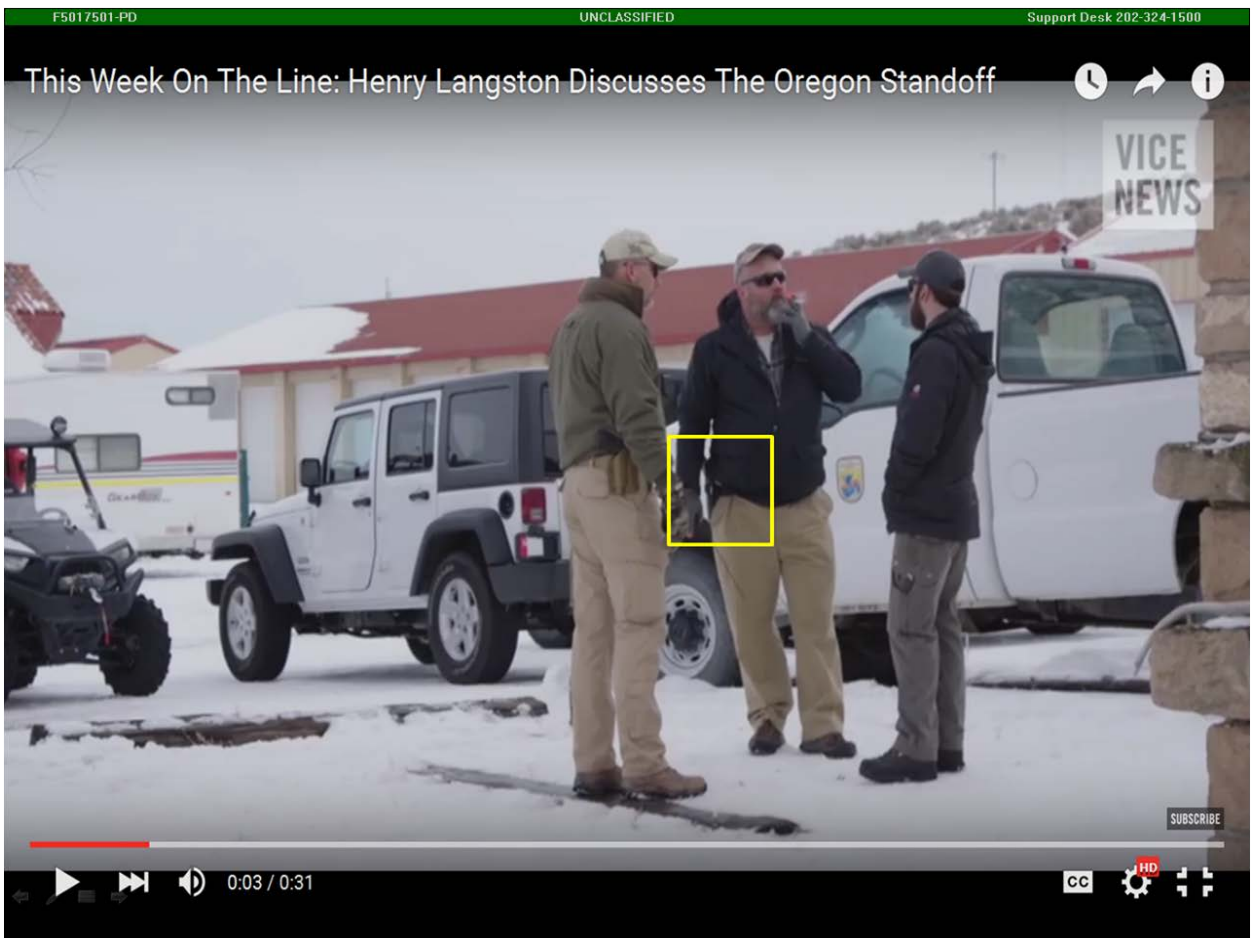 F5017501-PD UNCLASSIFIED Support Desk 202-324-1500
This Week On The Line: Henry Langston Discusses The Oregon Standoff
VICE
NEWS
SUBSCRIBE
0:03 / 0:31
CC
HD